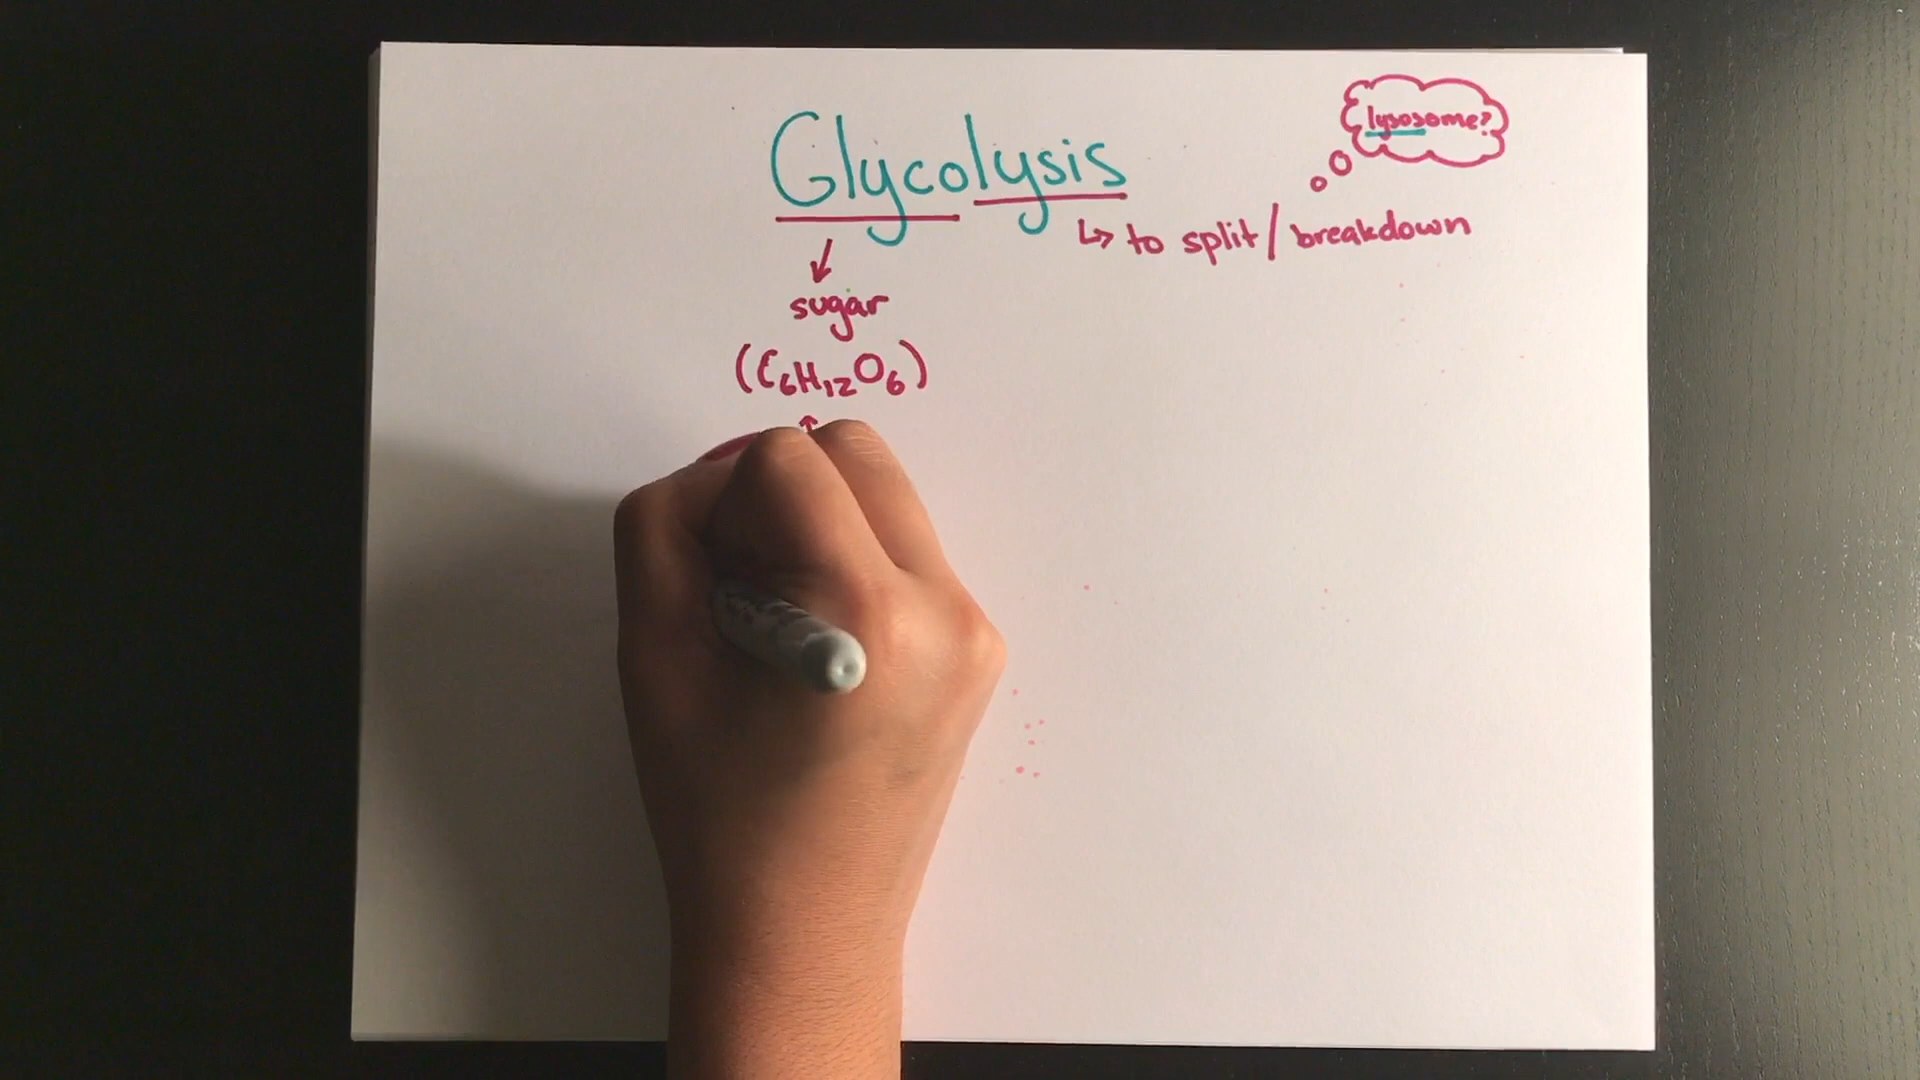 lysosome?
Glycolysis
↳ to split/breakdown
↓
sugar
(C₆H₁₂O₆)
↑